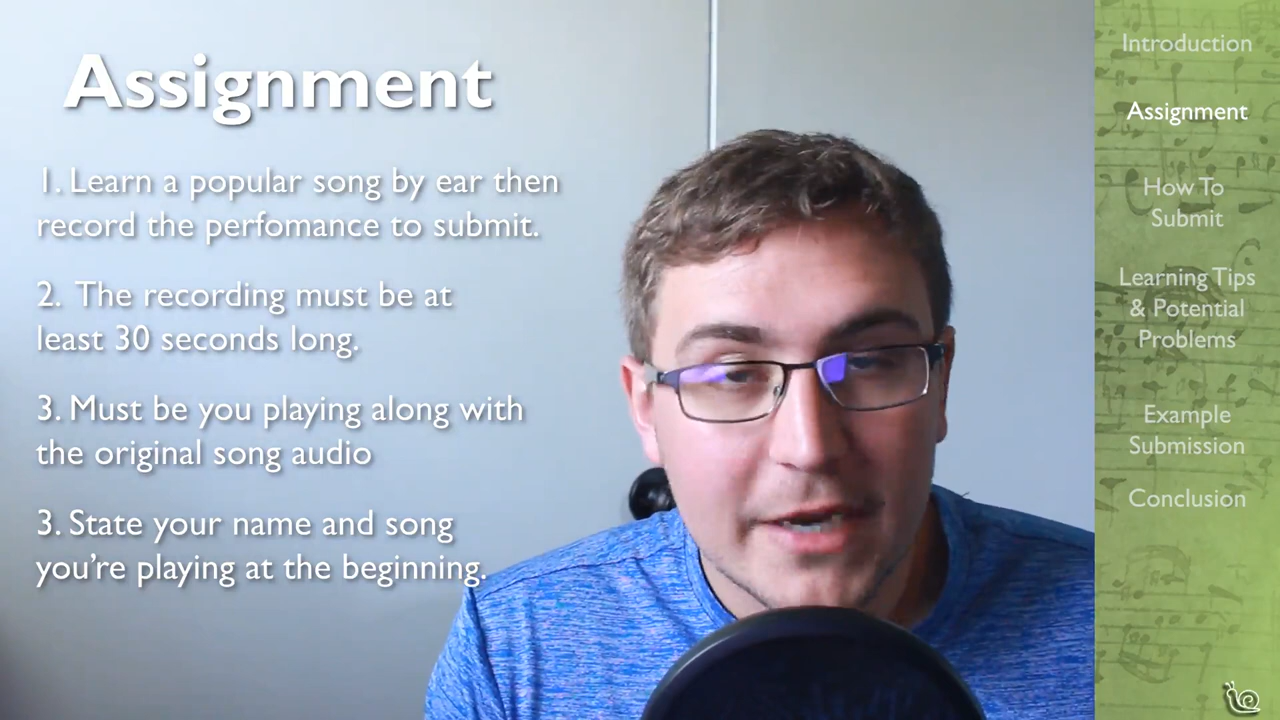 Assignment
1. Learn a popular song by ear then
record the perfomance to submit.
2. The recording must be at
least 30 seconds long.
3. Must be you playing along with
the original song audio
3. State your name and song
you're playing at the beginning.
Introduction
Assignment
How To
Submit
Learning Tips
& Potential
Problems
Example
Submission
Conclusion